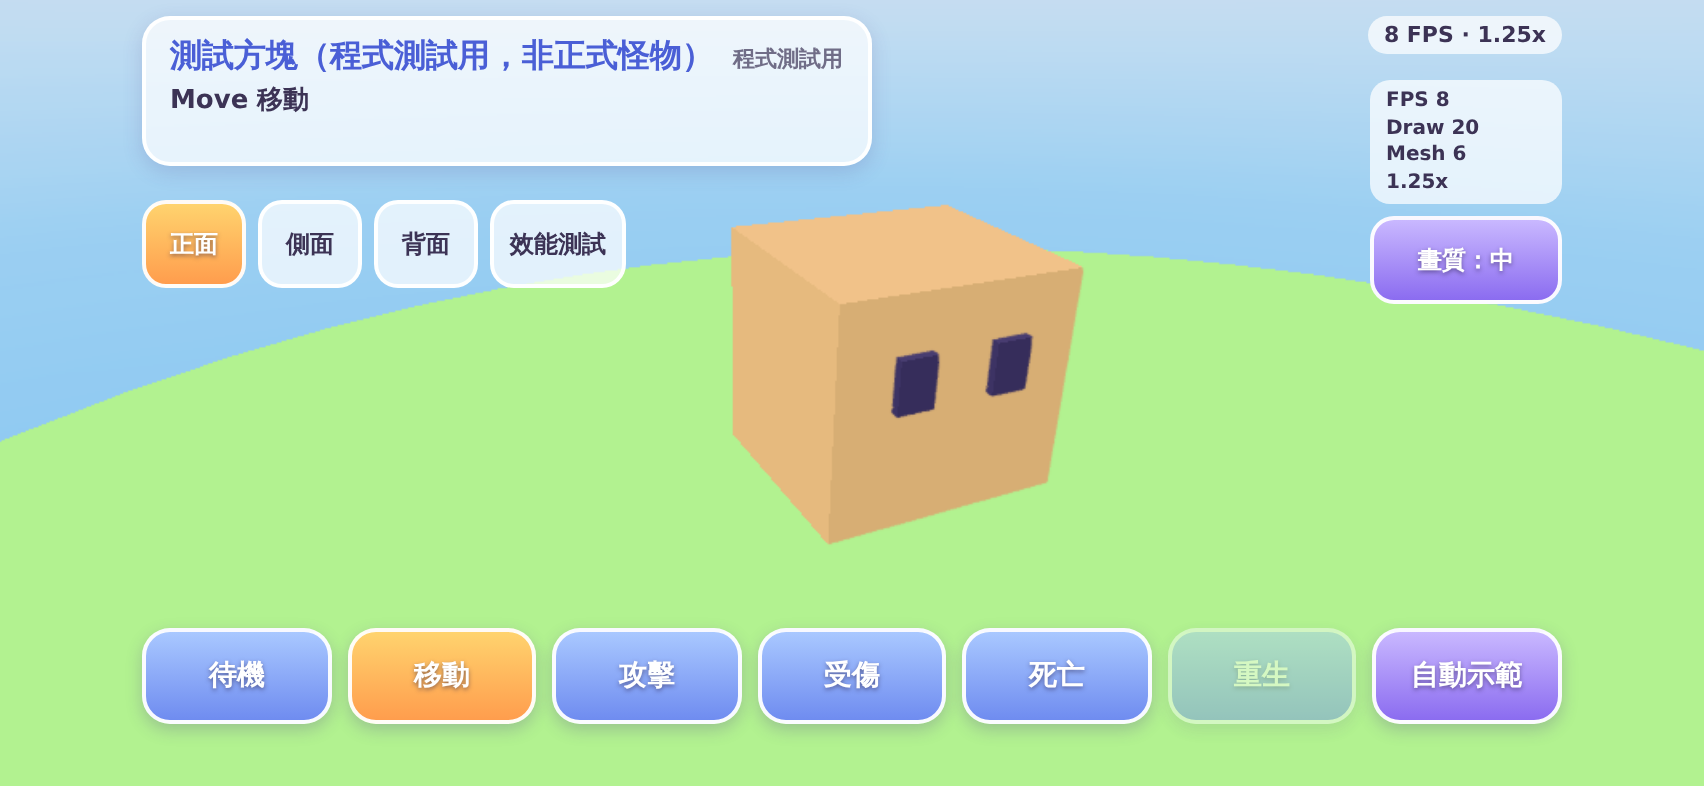 測試方塊（程式測試用，非正式怪物） 程式測試用
Move 移動
8 FPS · 1.25x
FPS 8
Draw 20
Mesh 6
1.25x
正面
側面
背面
效能測試
畫質：中
待機
移動
攻擊
受傷
死亡
重生
自動示範